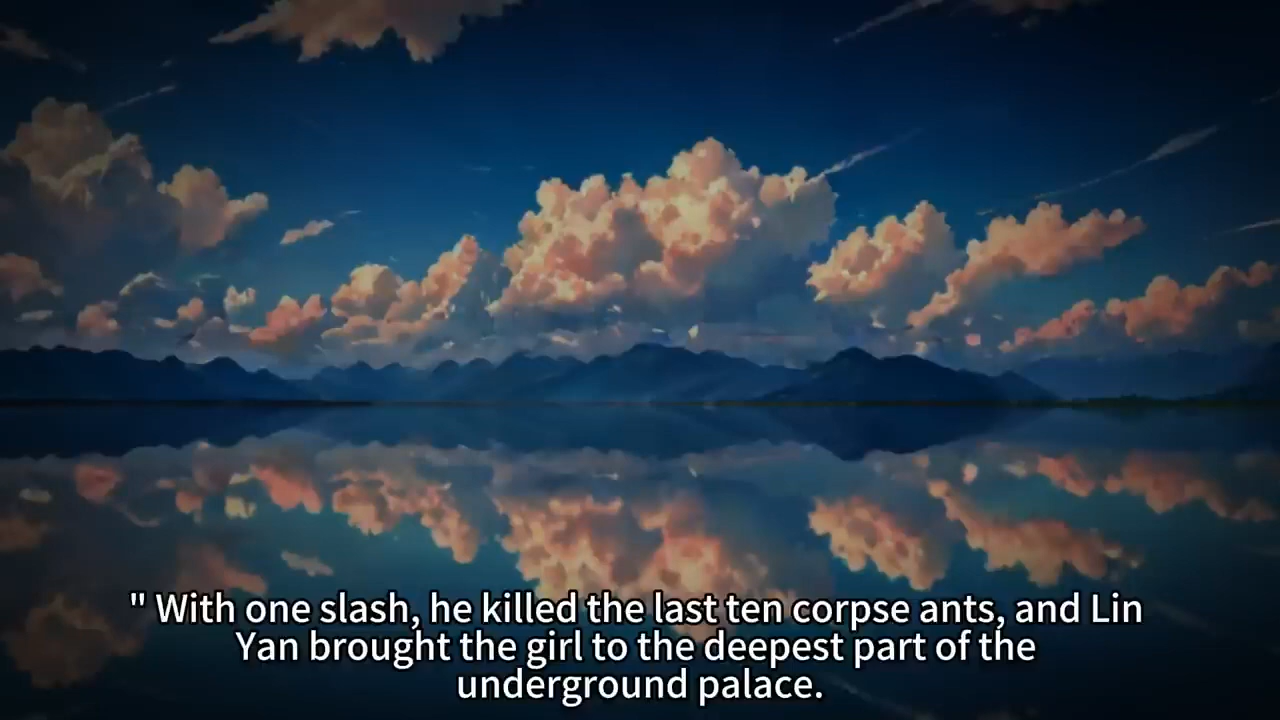 " With one slash, he killed the last ten corpse ants, and Lin
Yan brought the girl to the deepest part of the
underground palace.